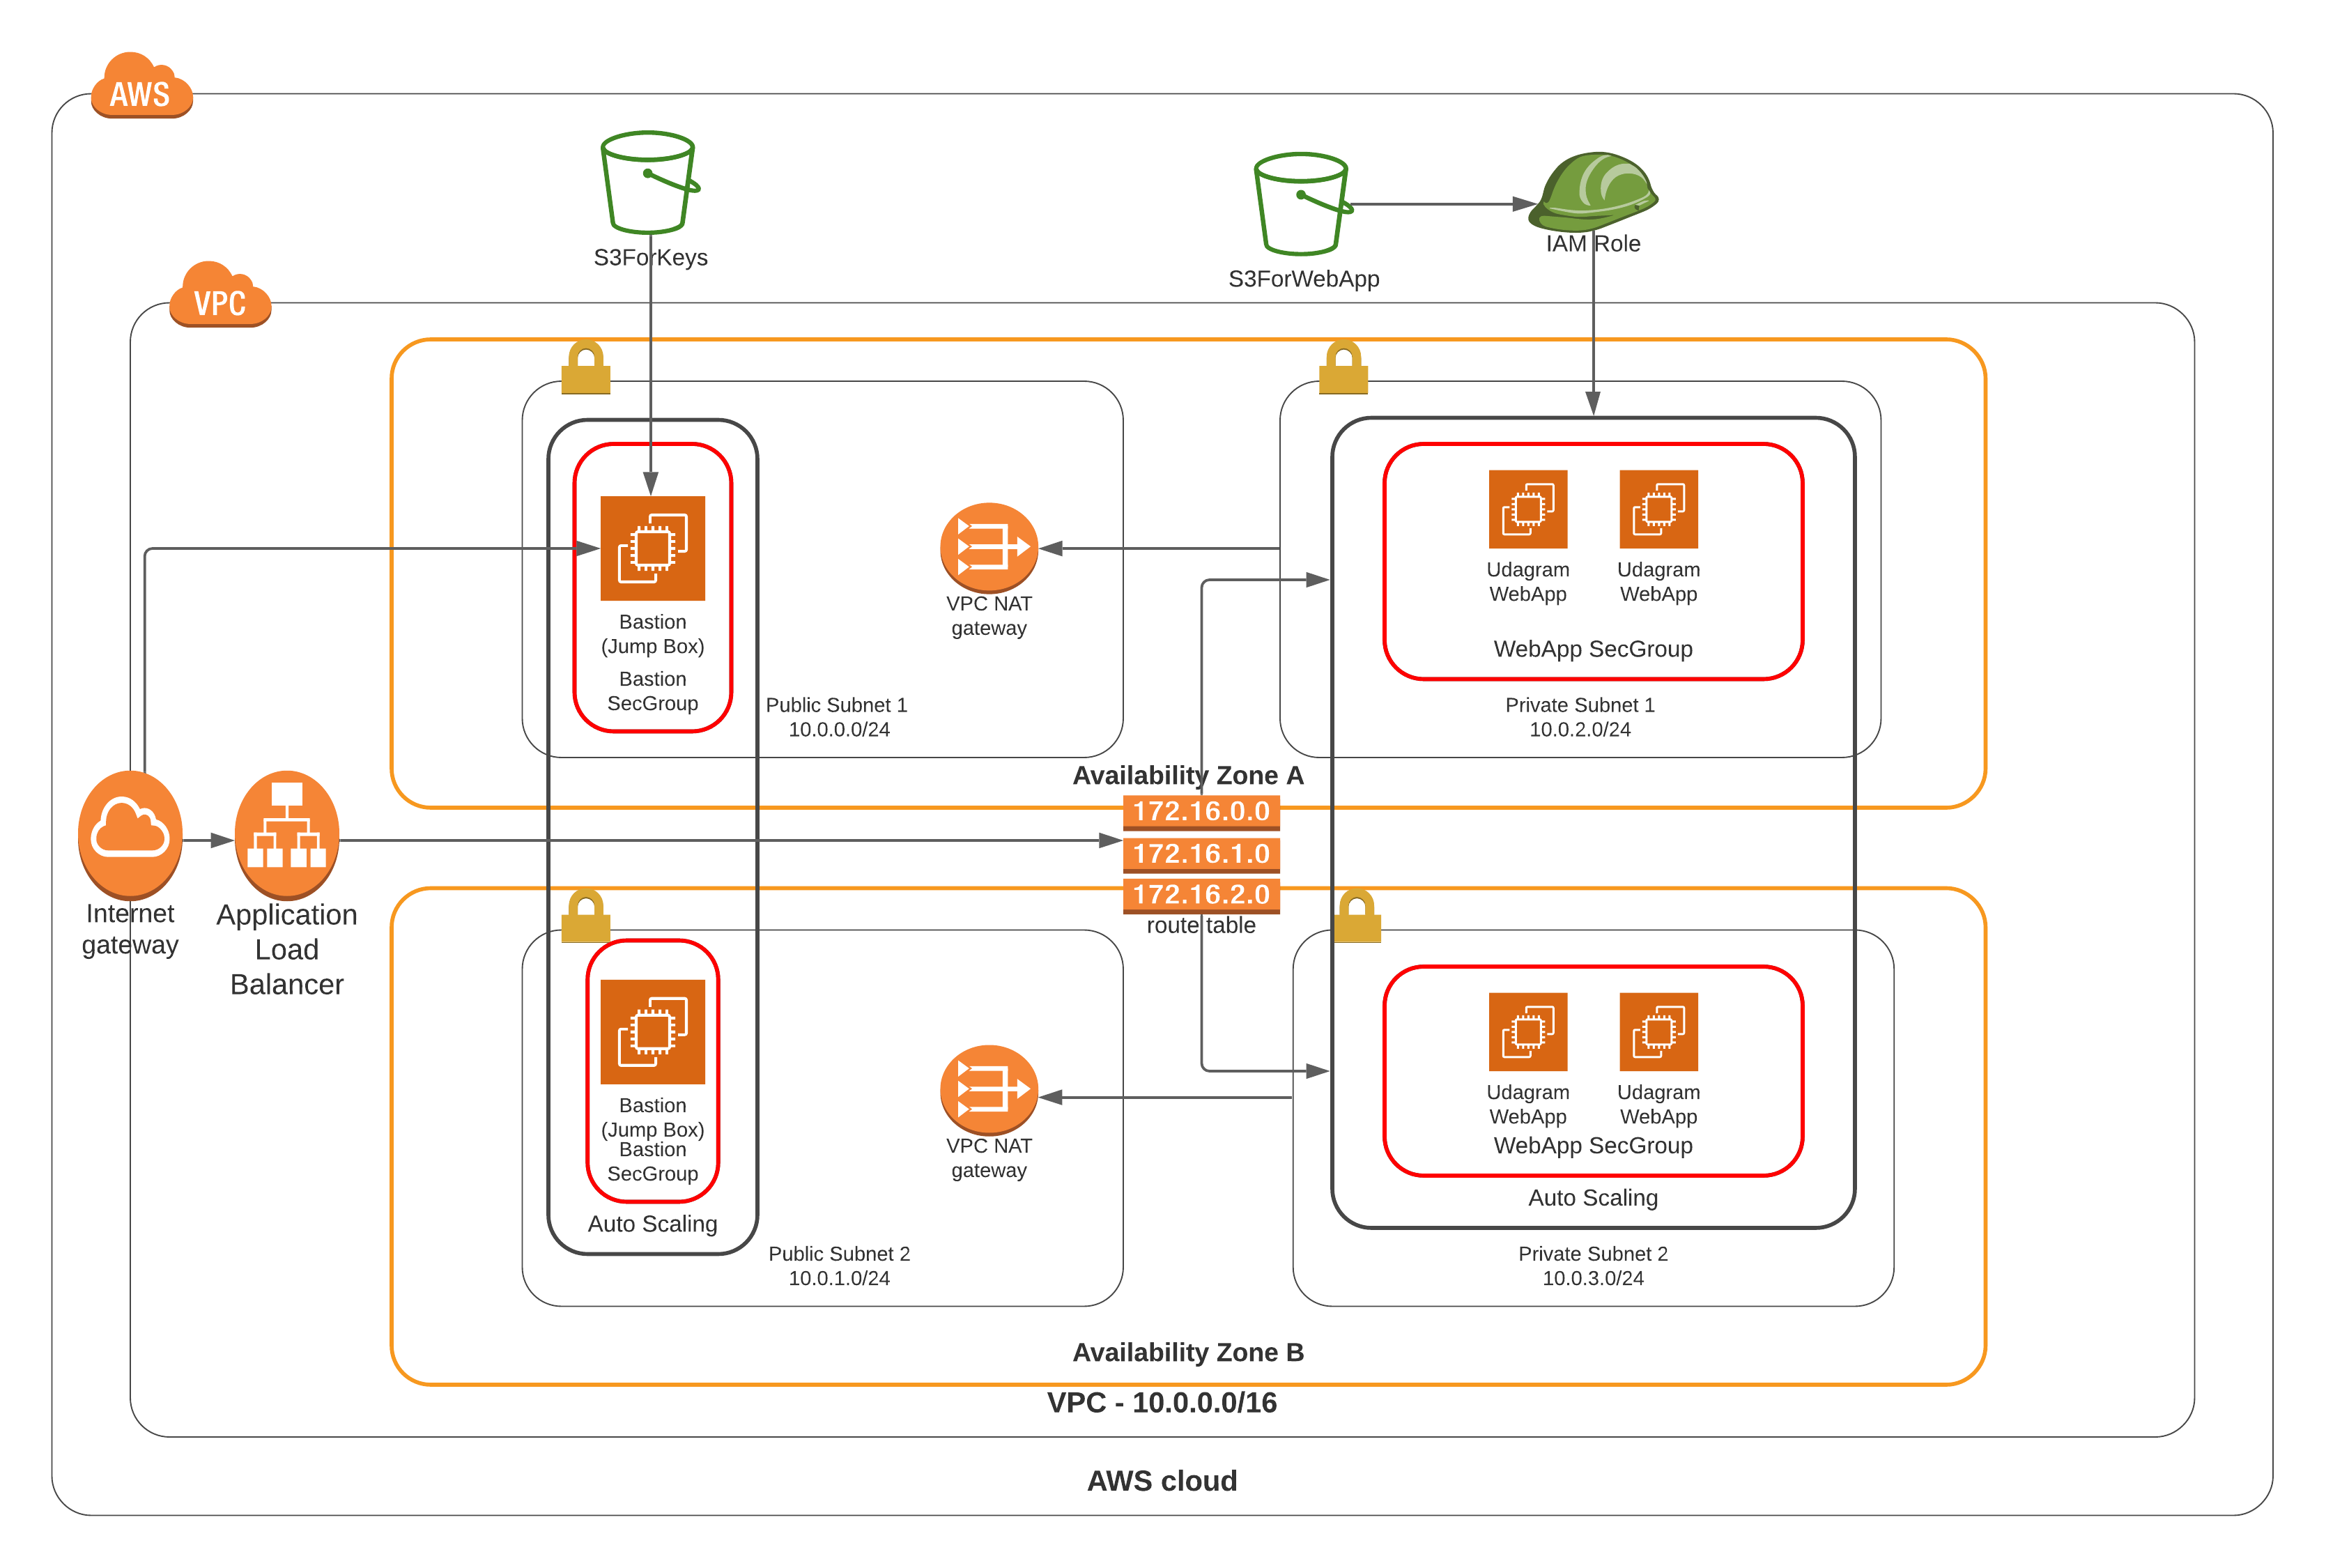 AWS
S3ForKeys
S3ForWebApp
IAM Role
VPC
Bastion
(Jump Box)
Bastion
SecGroup
VPC NAT
gateway
Public Subnet 1
10.0.0.0/24
Udagram
WebApp
Udagram
WebApp
WebApp SecGroup
Private Subnet 1
10.0.2.0/24
Availability Zone A
Internet
gateway
Application
Load
Balancer
172.16.0.0
172.16.1.0
172.16.2.0
route table
Bastion
(Jump Box)
Bastion
SecGroup
Auto Scaling
VPC NAT
gateway
Public Subnet 2
10.0.1.0/24
Udagram
WebApp
Udagram
WebApp
WebApp SecGroup
Auto Scaling
Private Subnet 2
10.0.3.0/24
Availability Zone B
VPC - 10.0.0.0/16
AWS cloud